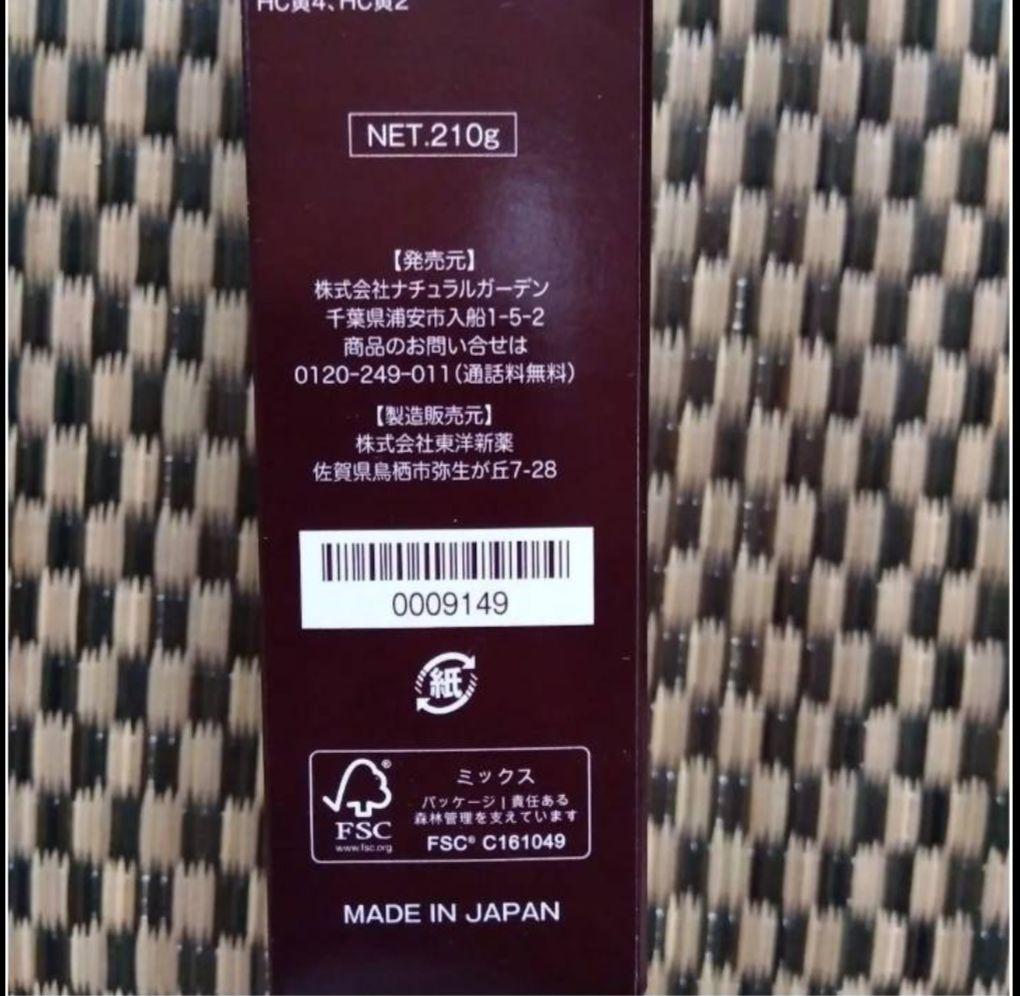 HC黄4、HC黄2
NET.210g
【発売元】
株式会社ナチュラルガーデン
千葉県浦安市入船1-5-2
商品のお問い合せは
0120-249-011(通話料無料)
【製造販売元】
株式会社東洋新薬
佐賀県鳥栖市弥生が丘7-28
0009149
紙
ミックス
パッケージ|責任ある
森林管理を支えています
FSC® C161049
FSC
www.fsc.org
MADE IN JAPAN